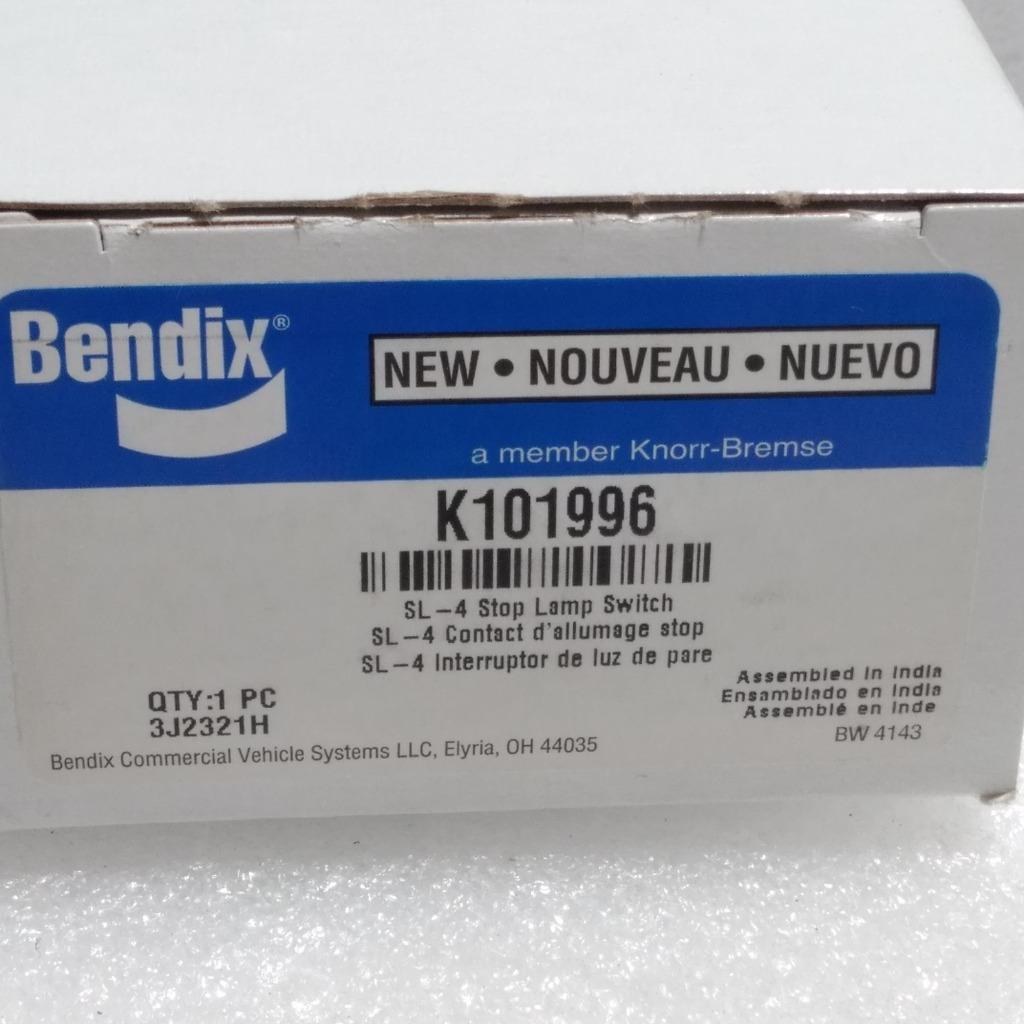 Bendix®
NEW • NOUVEAU • NUEVO
a member Knorr-Bremse
K101996
SL-4 Stop Lamp Switch
SL-4 Contact d'allumage stop
SL-4 Interruptor de luz de pare
QTY:1 PC
3J2321H
Assembled in India
Ensamblado en India
Assemblé en Inde
BW 4143
Bendix Commercial Vehicle Systems LLC, Elyria, OH 44035